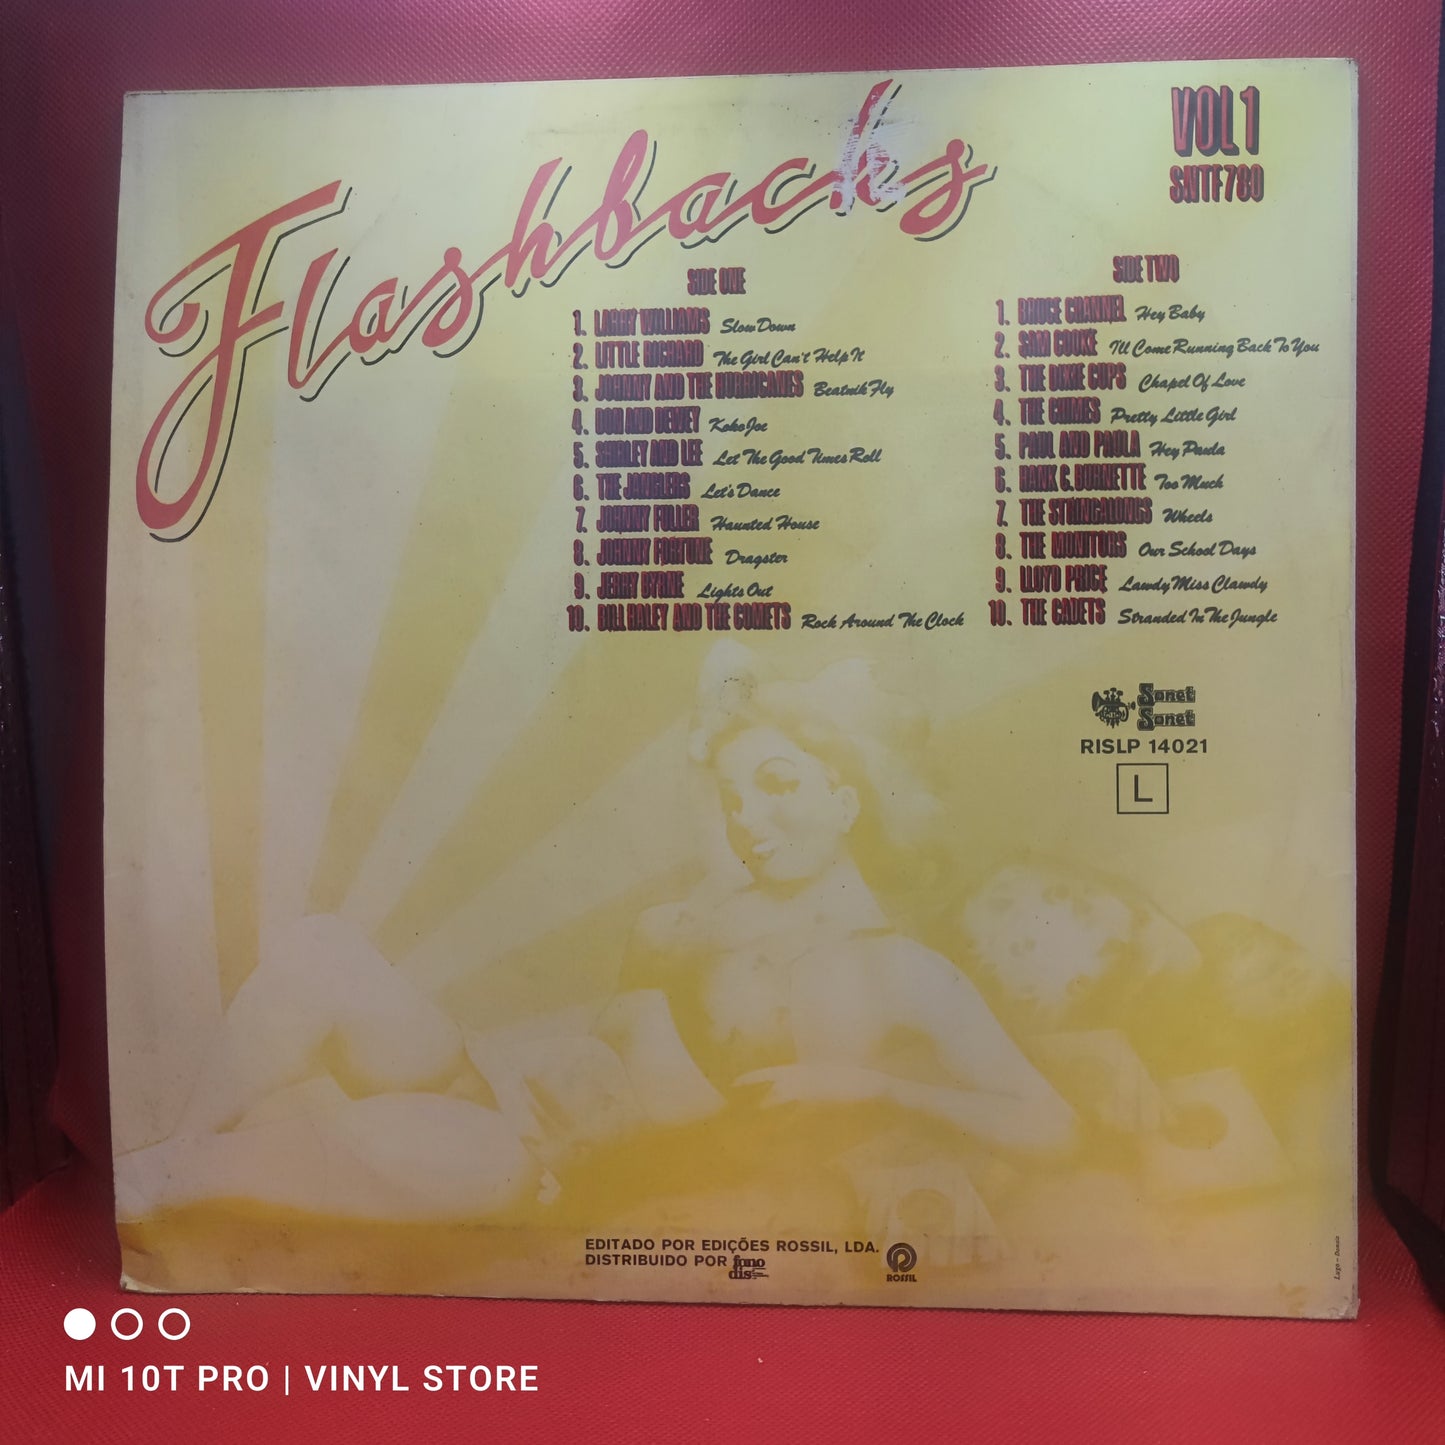 Flashbacks
VOL 1
SNTF780
SIDE ONE
1. LARRY WILLIAMS Slow Down
2. LITTLE RICHARD The Girl Can't Help It
3. JOHNNY AND THE HURRICANES Beatnik Fly
4. DON AND DEWEY Koko Joe
5. SHIRLEY AND LEE Let The Good Times Roll
6. THE JANGLERS Let's Dance
7. JOHNNY FULLER Haunted House
8. JOHNNY FORTUNE Dragster
9. JERRY BYRNE Lights Out
10. BILL HALEY AND THE COMETS Rock Around The Clock
SIDE TWO
1. BRUCE CHANNEL Hey Baby
2. SAM COOKE I'll Come Running Back To You
3. THE DIXIE CUPS Chapel Of Love
4. THE CHIMES Pretty Little Girl
5. PAUL AND PAULA Hey Paula
6. HANK C. BURNETTE Too Much
7. THE STRINGALONGS Wheels
8. THE MONITORS Our School Days
9. LLOYD PRICE Lawdy Miss Clawdy
10. THE CADETS Stranded In The Jungle
Sonet
Sonet
RISLP 14021
L
EDITADO POR EDIÇÕES ROSSIL, LDA.
DISTRIBUIDO POR fono
dis
ROSSIL
MI 10T PRO | VINYL STORE